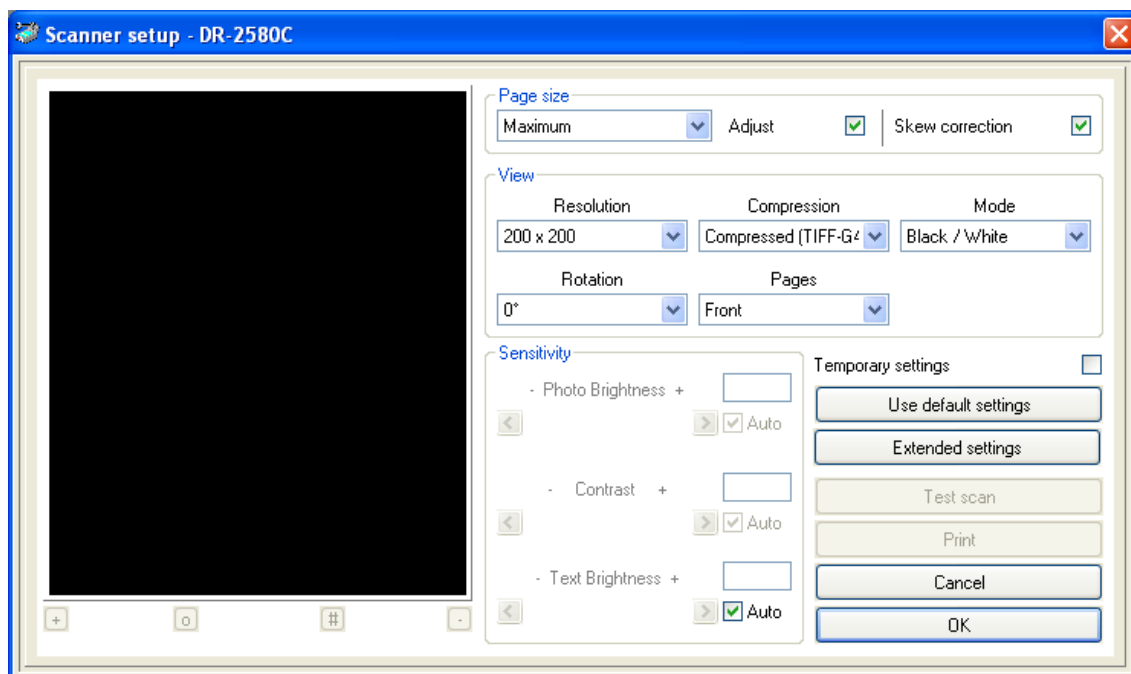 Scanner setup - DR-2580C
Page size
Maximum Adjust Skew correction
View
Resolution Compression Mode
200 x 200 Compressed (TIFF-G4 Black / White
Rotation Pages
0° Front
Sensitivity
Temporary settings
- Photo Brightness +
Use default settings
< > Auto
Extended settings
- Contrast +
Test scan
< > Auto
Print
- Text Brightness +
Cancel
< > Auto
OK
+ o # -